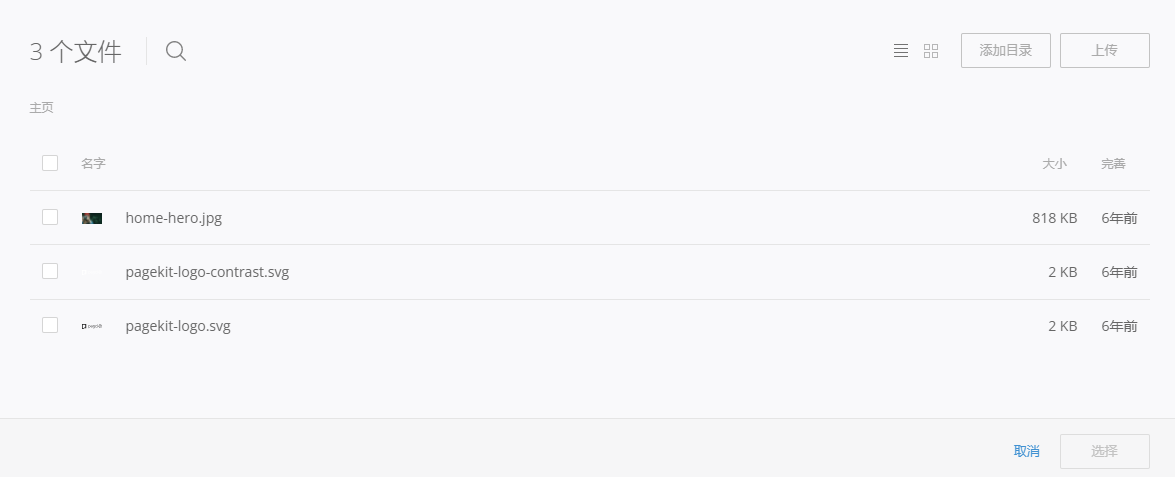 3 个文件
添加目录
上传
主页
名字 大小 完善
home-hero.jpg 818 KB 6年前
pagekit-logo-contrast.svg 2 KB 6年前
pagekit-logo.svg 2 KB 6年前
取消 选择